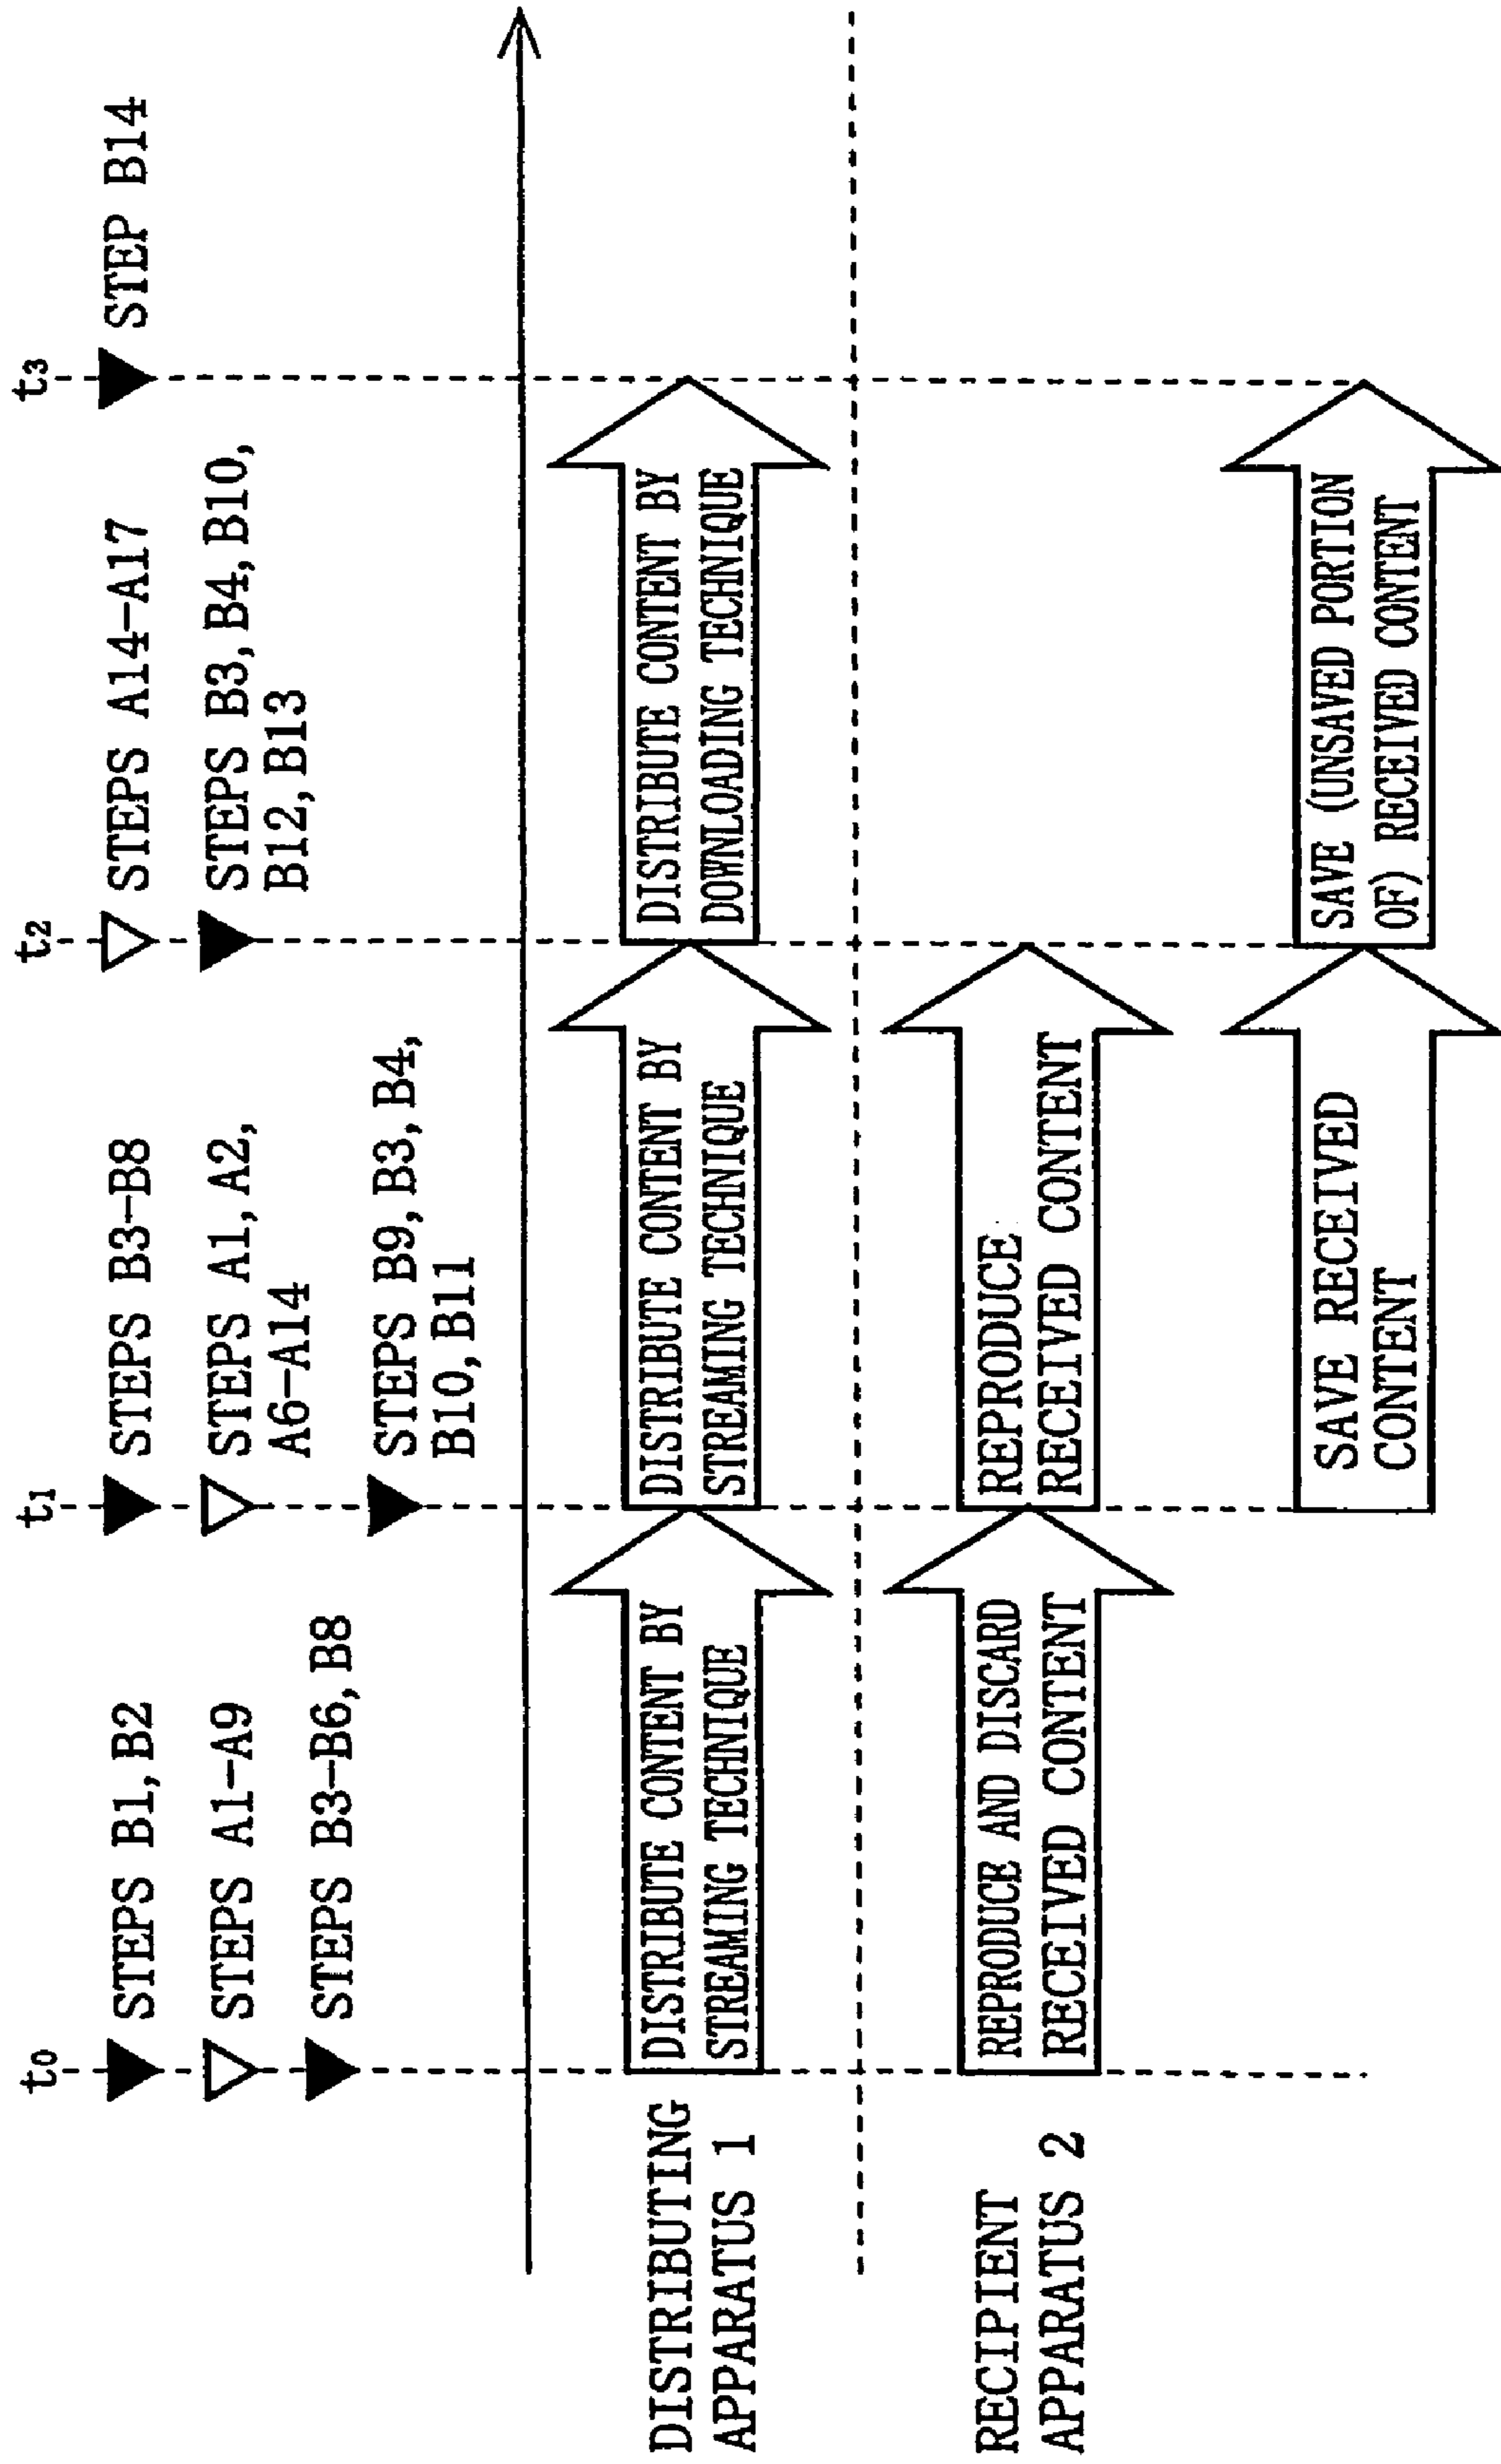 t0
STEPS B1, B2
STEPS A1-A9
STEPS B3-B6, B8
t1
STEPS B3-B8
STEPS A1, A2,
A6-A14
STEPS B9, B3, B4,
B10, B11
t2
STEPS A14-A17
STEPS B3, B4, B10,
B12, B13
t3
STEP B14
DISTRIBUTING
APPARATUS 1
DISTRIBUTE CONTENT BY
STREAMING TECHNIQUE
DISTRIBUTE CONTENT BY
STREAMING TECHNIQUE
DISTRIBUTE CONTENT BY
DOWNLOADING TECHNIQUE
RECIPIENT
APPARATUS 2
REPRODUCE AND DISCARD
RECEIVED CONTENT
REPRODUCE
RECEIVED CONTENT
SAVE RECEIVED
CONTENT
SAVE (UNSAVED PORTION
OF) RECEIVED CONTENT